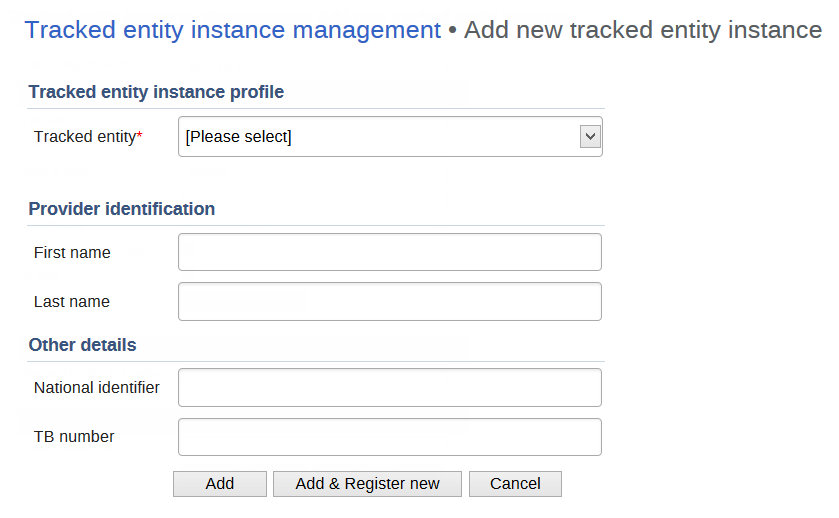 Tracked entity instance management • Add new tracked entity instance
Tracked entity instance profile
Tracked entity* [Please select]
Provider identification
First name
Last name
Other details
National identifier
TB number
Add Add & Register new Cancel